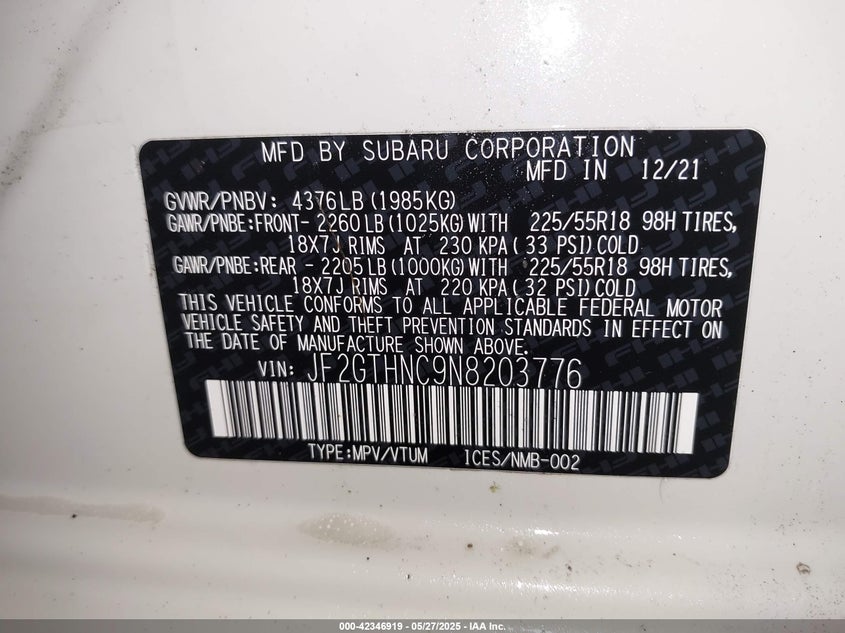 MFD BY SUBARU CORPORATION
MFD IN 12/21
GVWR/PNBV: 4376LB (1985KG)
GAWR/PNBE:FRONT- 2260LB (1025KG) WITH 225/55R18 98H TIRES,
18X7J RIMS AT 230 KPA ( 33 PSI) COLD
GAWR/PNBE:REAR - 2205LB (1000KG) WITH 225/55R18 98H TIRES,
18X7J RIMS AT 220 KPA ( 32 PSI) COLD
THIS VEHICLE CONFORMS TO ALL APPLICABLE FEDERAL MOTOR
VEHICLE SAFETY AND THEFT PREVENTION STANDARDS IN EFFECT ON
THE DATE OF MANUFACTURE SHOWN ABOVE.
VIN: JF2GTHNC9N8203776
TYPE:MPV/VTUM ICES/NMB-002
000-42346919 / 05/27/2025 - IAA Inc.